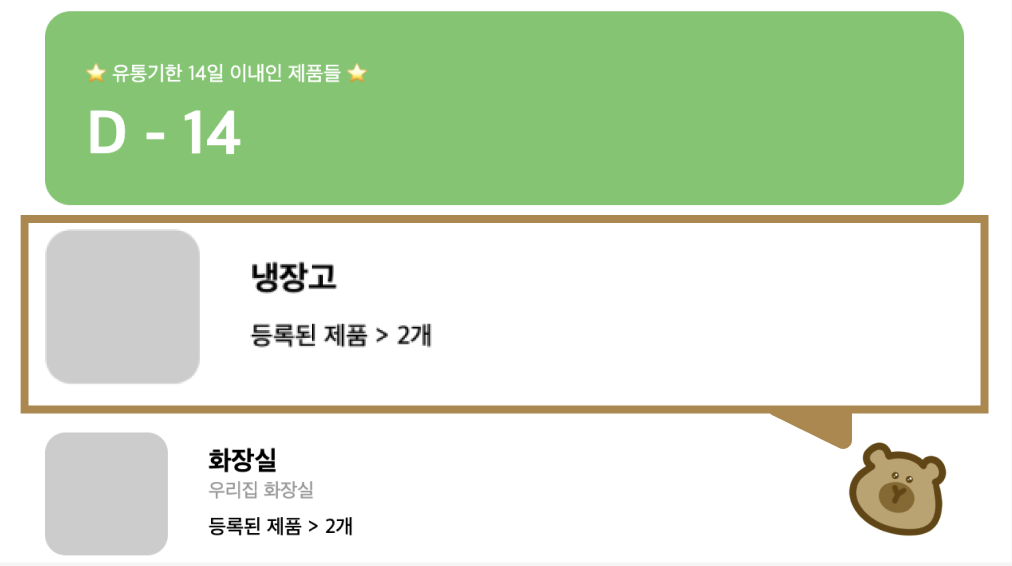 ⭐ 유통기한 14일 이내인 제품들 ⭐
D - 14
냉장고
등록된 제품 > 2개
화장실
우리집 화장실
등록된 제품 > 2개